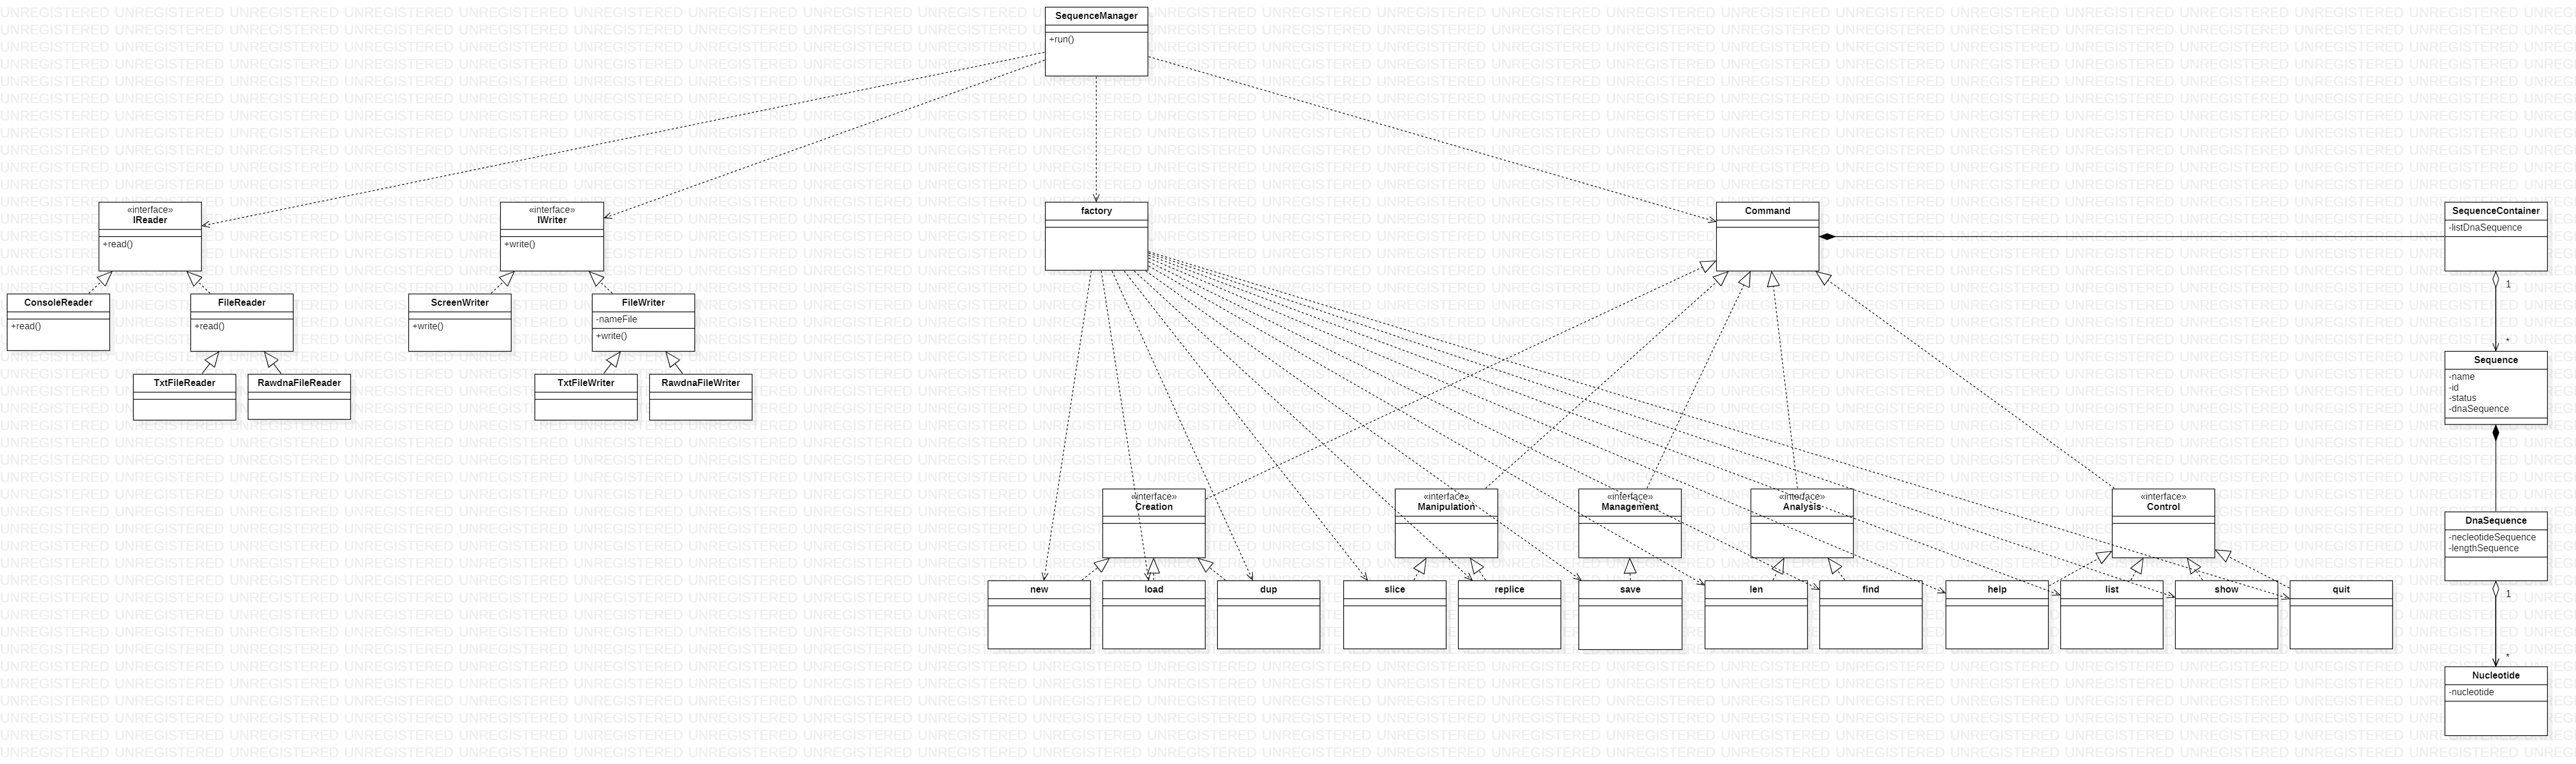 SequenceManager
+run()
«interface»
IReader
+read()
«interface»
IWriter
+write()
factory
Command
SequenceContainer
-listDnaSequence
1
*
ConsoleReader
+read()
FileReader
+read()
ScreenWriter
+write()
FileWriter
-nameFile
+write()
TxtFileReader
RawdnaFileReader
TxtFileWriter
RawdnaFileWriter
Sequence
-name
-id
-status
-dnaSequence
«interface»
Creation
«interface»
Manipulation
«interface»
Management
«interface»
Analysis
«interface»
Control
DnaSequence
-necleotideSequence
-lengthSequence
1
*
new
load
dup
slice
replice
save
len
find
help
list
show
quit
Nucleotide
-nucleotide
UNREGISTERED